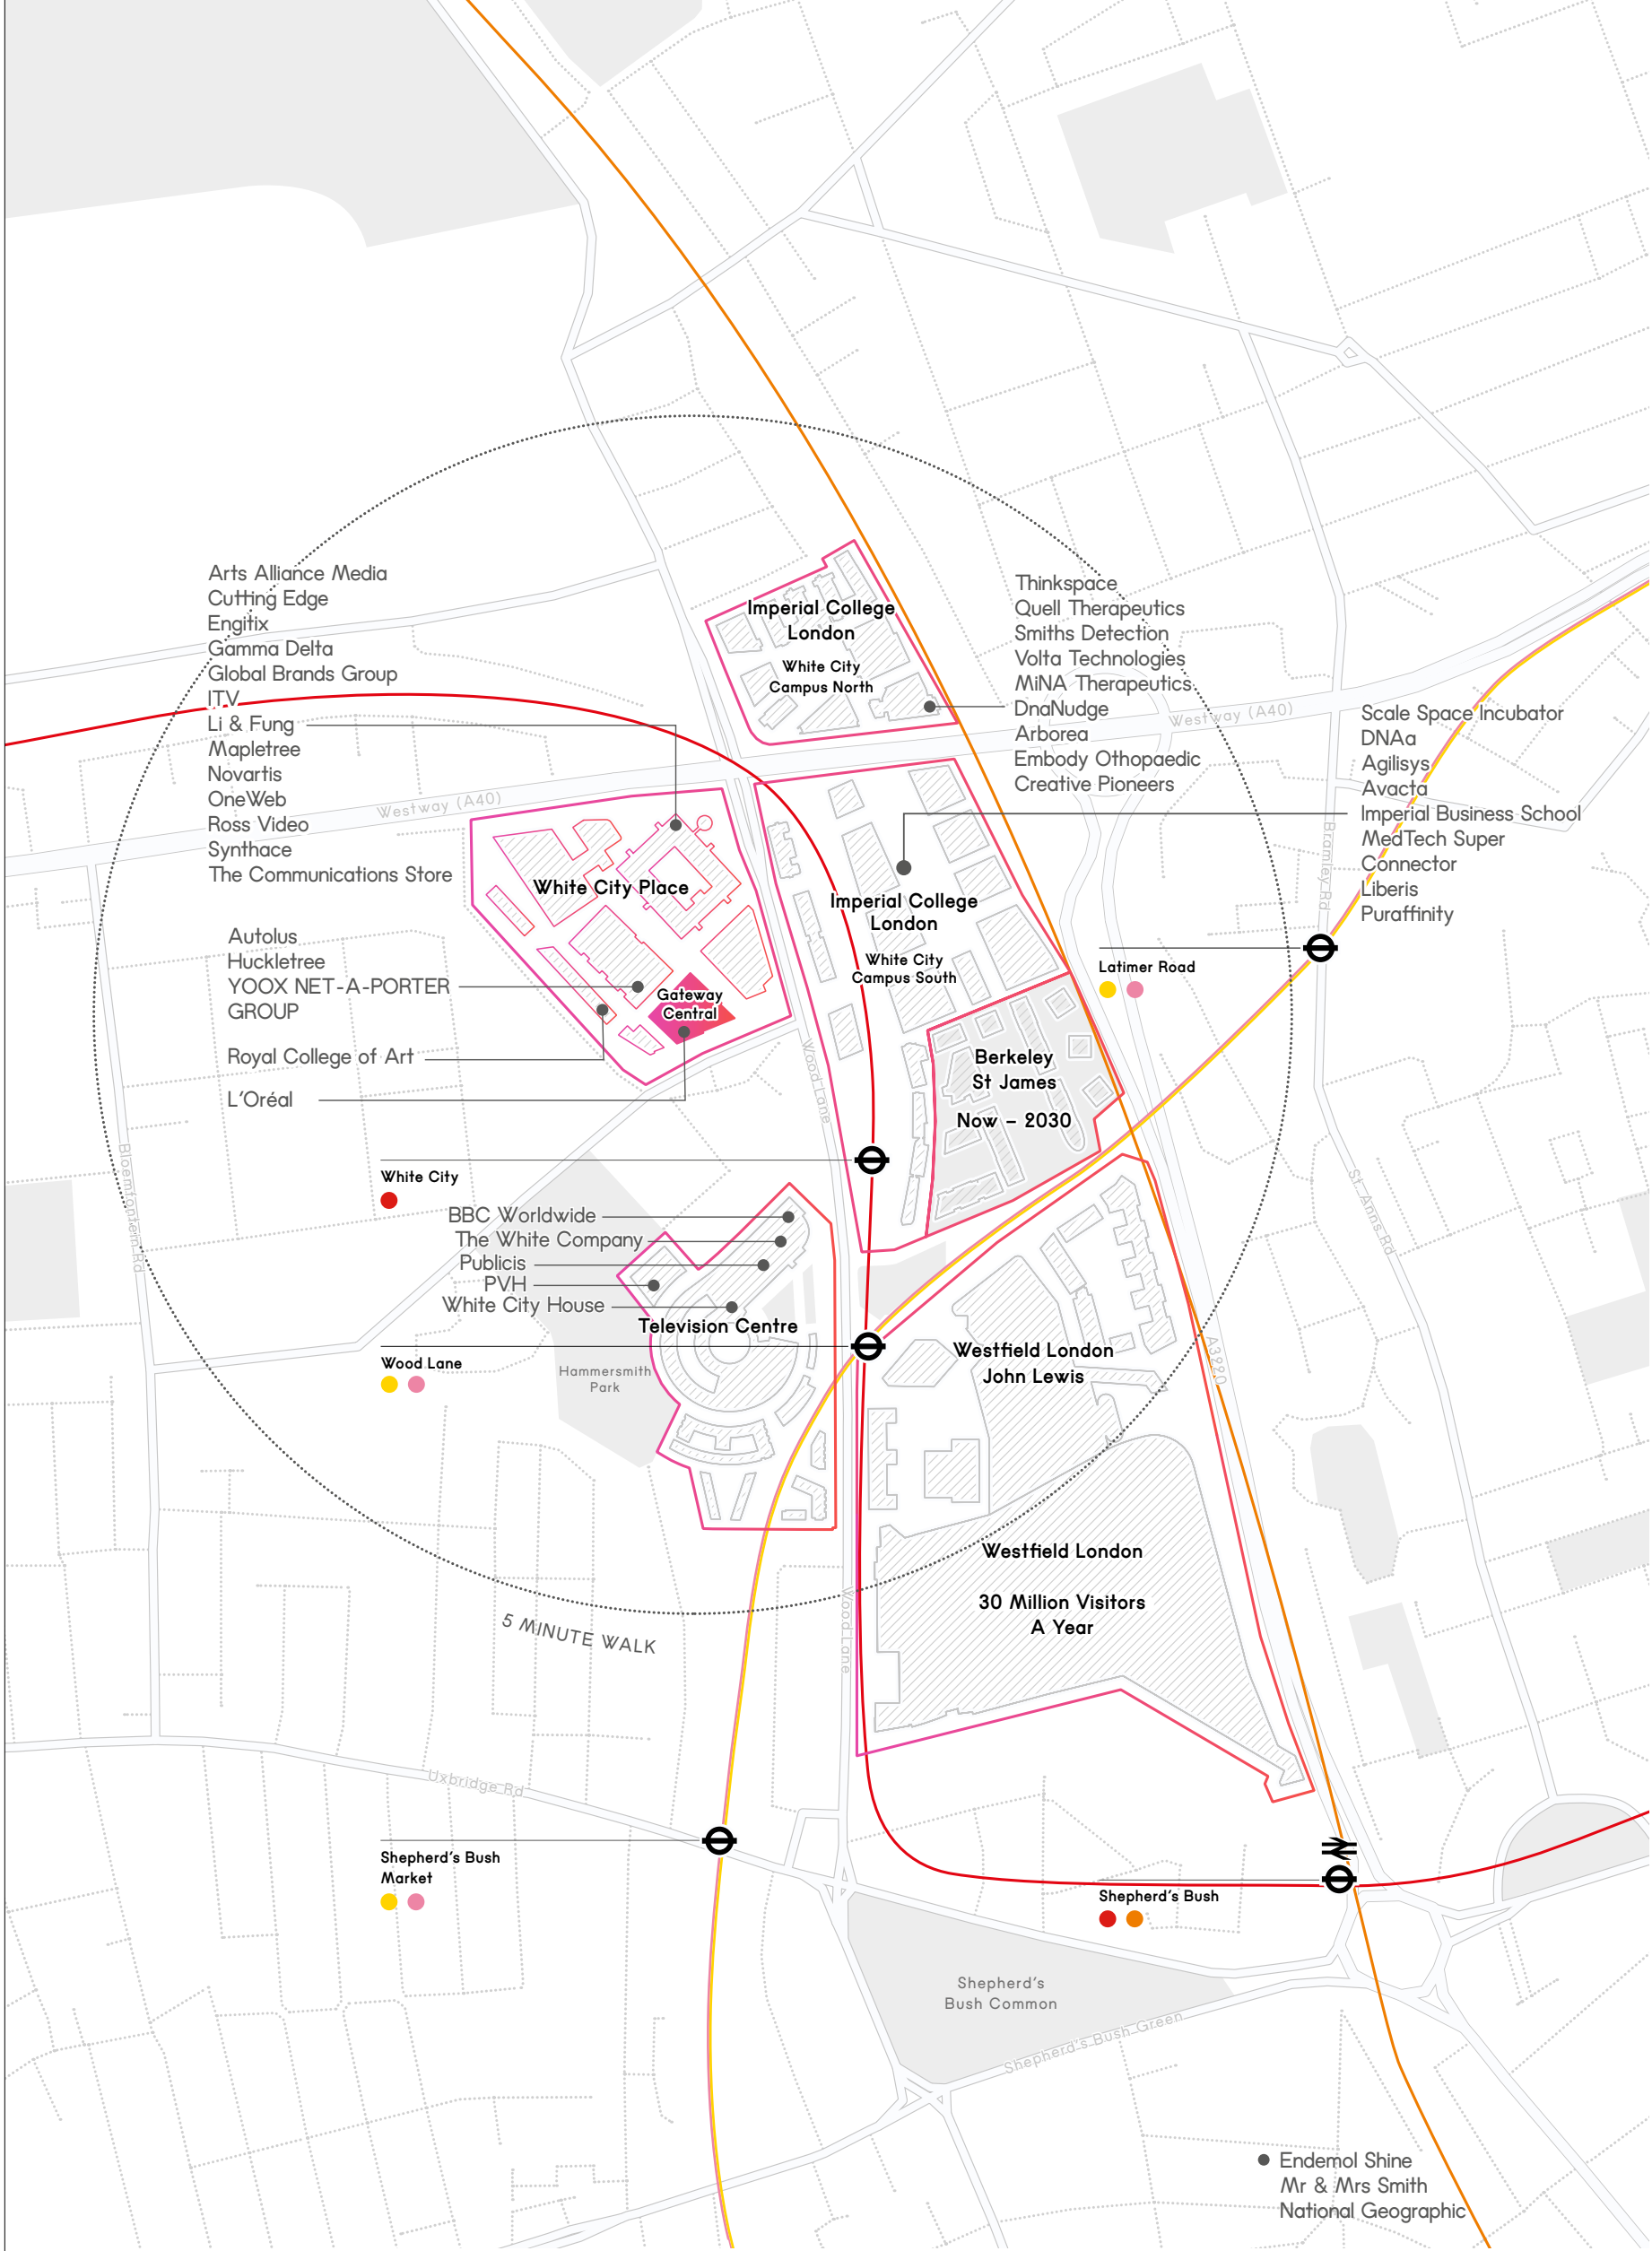 Arts Alliance Media
Cutting Edge
Engitix
Gamma Delta
Global Brands Group
ITV
Li & Fung
Mapletree
Novartis
OneWeb
Ross Video
Synthace
The Communications Store
Imperial College
London
White City
Campus North
Thinkspace
Quell Therapeutics
Smiths Detection
Volta Technologies
MiNA Therapeutics
DnaNudge
Arborea
Embody Othopaedic
Creative Pioneers
Westway (A40)
Westway (A40)
Scale Space Incubator
DNAa
Agilisys
Avacta
Imperial Business School
MedTech Super
Connector
Liberis
Puraffinity
Bramley Rd
White City Place
Imperial College
London
White City
Campus South
Autolus
Huckletree
YOOX NET-A-PORTER
GROUP
Royal College of Art
L'Oréal
Gateway
Central
Latimer Road
Wood Lane
Berkeley
St James
Now – 2030
Bloemfontein Rd
St. Anns Rd
White City
BBC Worldwide
The White Company
Publicis
PVH
White City House
Television Centre
Wood Lane
Hammersmith
Park
Westfield London
John Lewis
A3220
Westfield London
30 Million Visitors
A Year
5 MINUTE WALK
Wood Lane
Uxbridge Rd
Shepherd's Bush
Market
Shepherd's Bush
Shepherd's
Bush Common
Shepherd's Bush Green
Endemol Shine
Mr & Mrs Smith
National Geographic